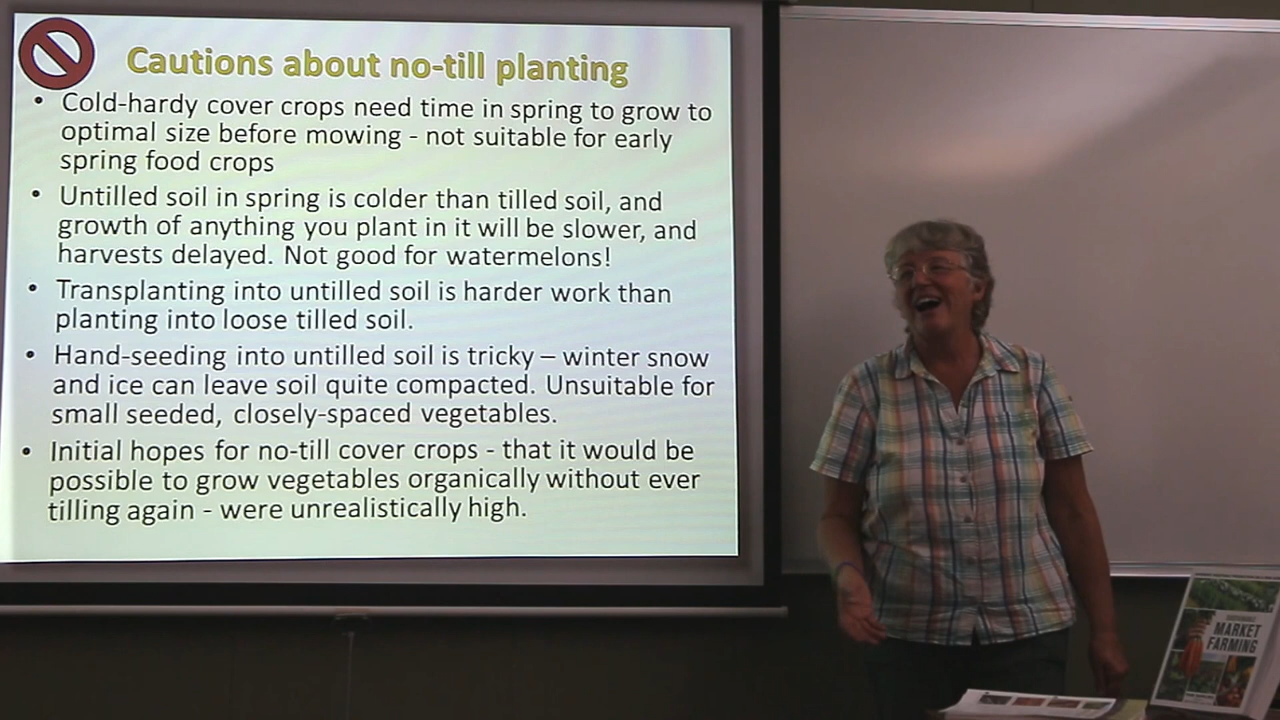 Cautions about no-till planting
• Cold-hardy cover crops need time in spring to grow to
optimal size before mowing - not suitable for early
spring food crops
• Untilled soil in spring is colder than tilled soil, and
growth of anything you plant in it will be slower, and
harvests delayed. Not good for watermelons!
• Transplanting into untilled soil is harder work than
planting into loose tilled soil.
• Hand-seeding into untilled soil is tricky – winter snow
and ice can leave soil quite compacted. Unsuitable for
small seeded, closely-spaced vegetables.
• Initial hopes for no-till cover crops - that it would be
possible to grow vegetables organically without ever
tilling again - were unrealistically high.
MARKET
FARMING